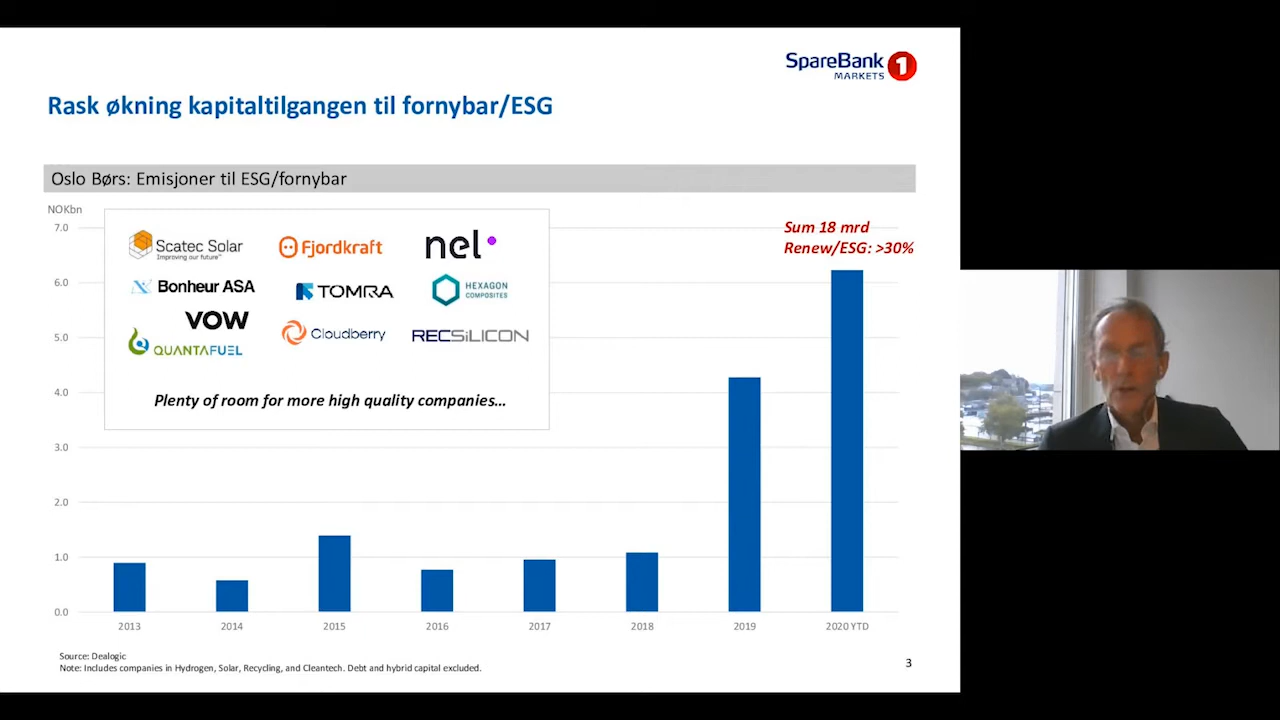 SpareBank 1
MARKETS
Rask økning kapitaltilgangen til fornybar/ESG
Oslo Børs: Emisjoner til ESG/fornybar
NOKbn
7.0
6.0
5.0
4.0
3.0
2.0
1.0
0.0
Scatec Solar
Improving our future™
Fjordkraft
nel
Bonheur ASA
TOMRA
HEXAGON
COMPOSITES
VOW
QUANTAFUEL
Cloudberry
RECSILICON
Plenty of room for more high quality companies...
Sum 18 mrd
Renew/ESG: >30%
2013 2014 2015 2016 2017 2018 2019 2020 YTD
Source: Dealogic
Note: Includes companies in Hydrogen, Solar, Recycling, and Cleantech. Debt and hybrid capital excluded.
3